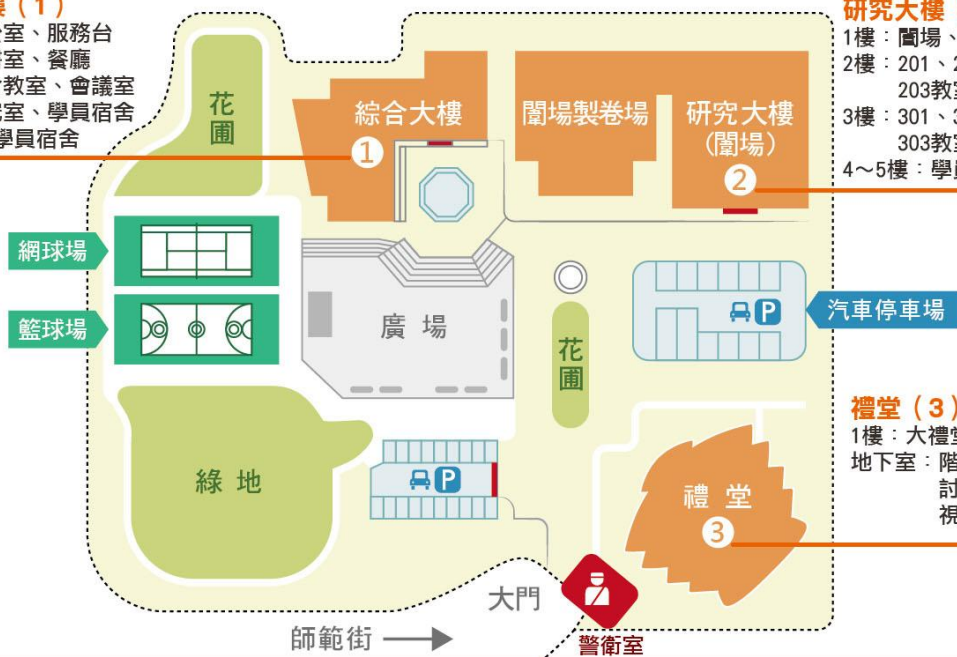 樓（1）
室、服務台
室、餐廳
教室、會議室
室、學員宿舍
學員宿舍
花圃
綜合大樓
1
闈場製卷場
研究大樓
(闈場)
2
研究大樓
1樓：闈場、
2樓：201、2
203教室
3樓：301、3
303教室
4～5樓：學員
網球場
籃球場
廣場
花圃
P
汽車停車場
綠地
P
禮堂
3
禮堂（3）
1樓：大禮堂
地下室：階
討
視
大門
師範街
警衛室